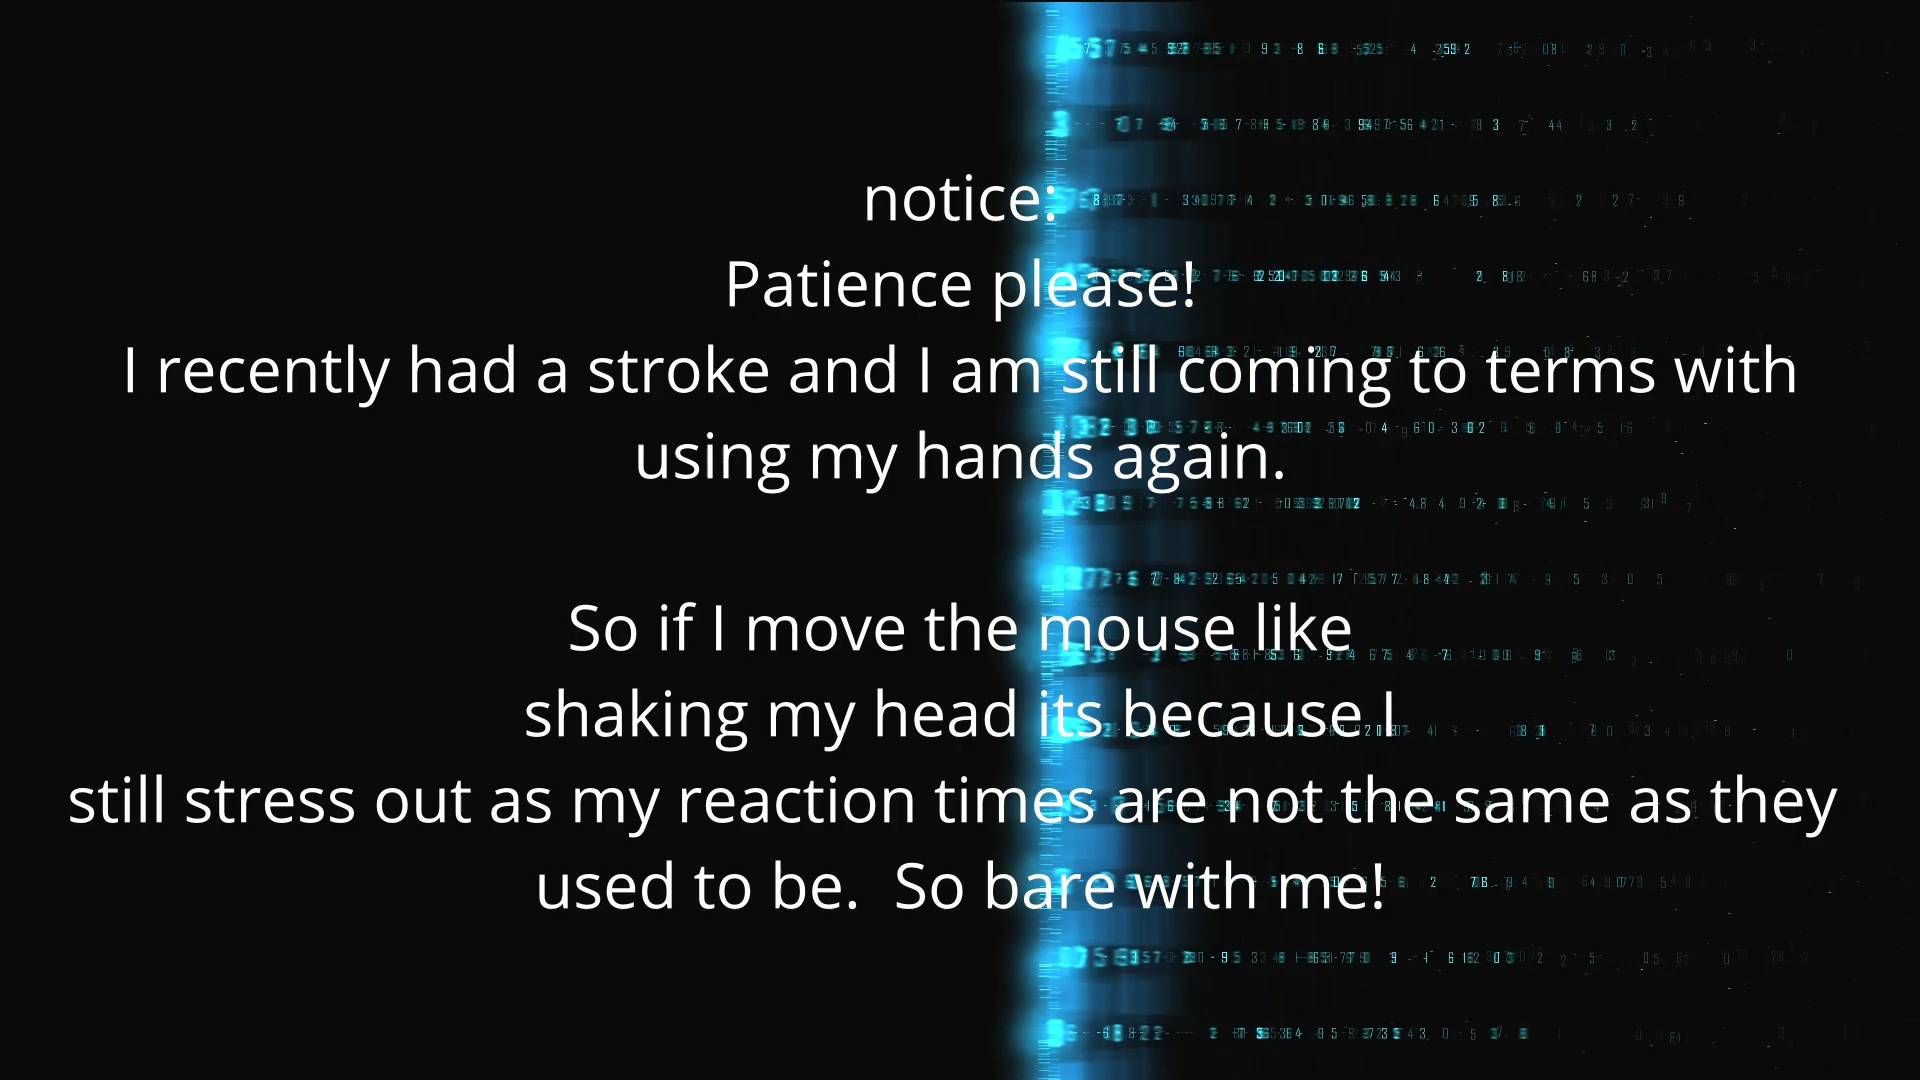 notice:
Patience please!
I recently had a stroke and I am still coming to terms with
using my hands again.
So if I move the mouse like
shaking my head its because I
still stress out as my reaction times are not the same as they
used to be.  So bare with me!